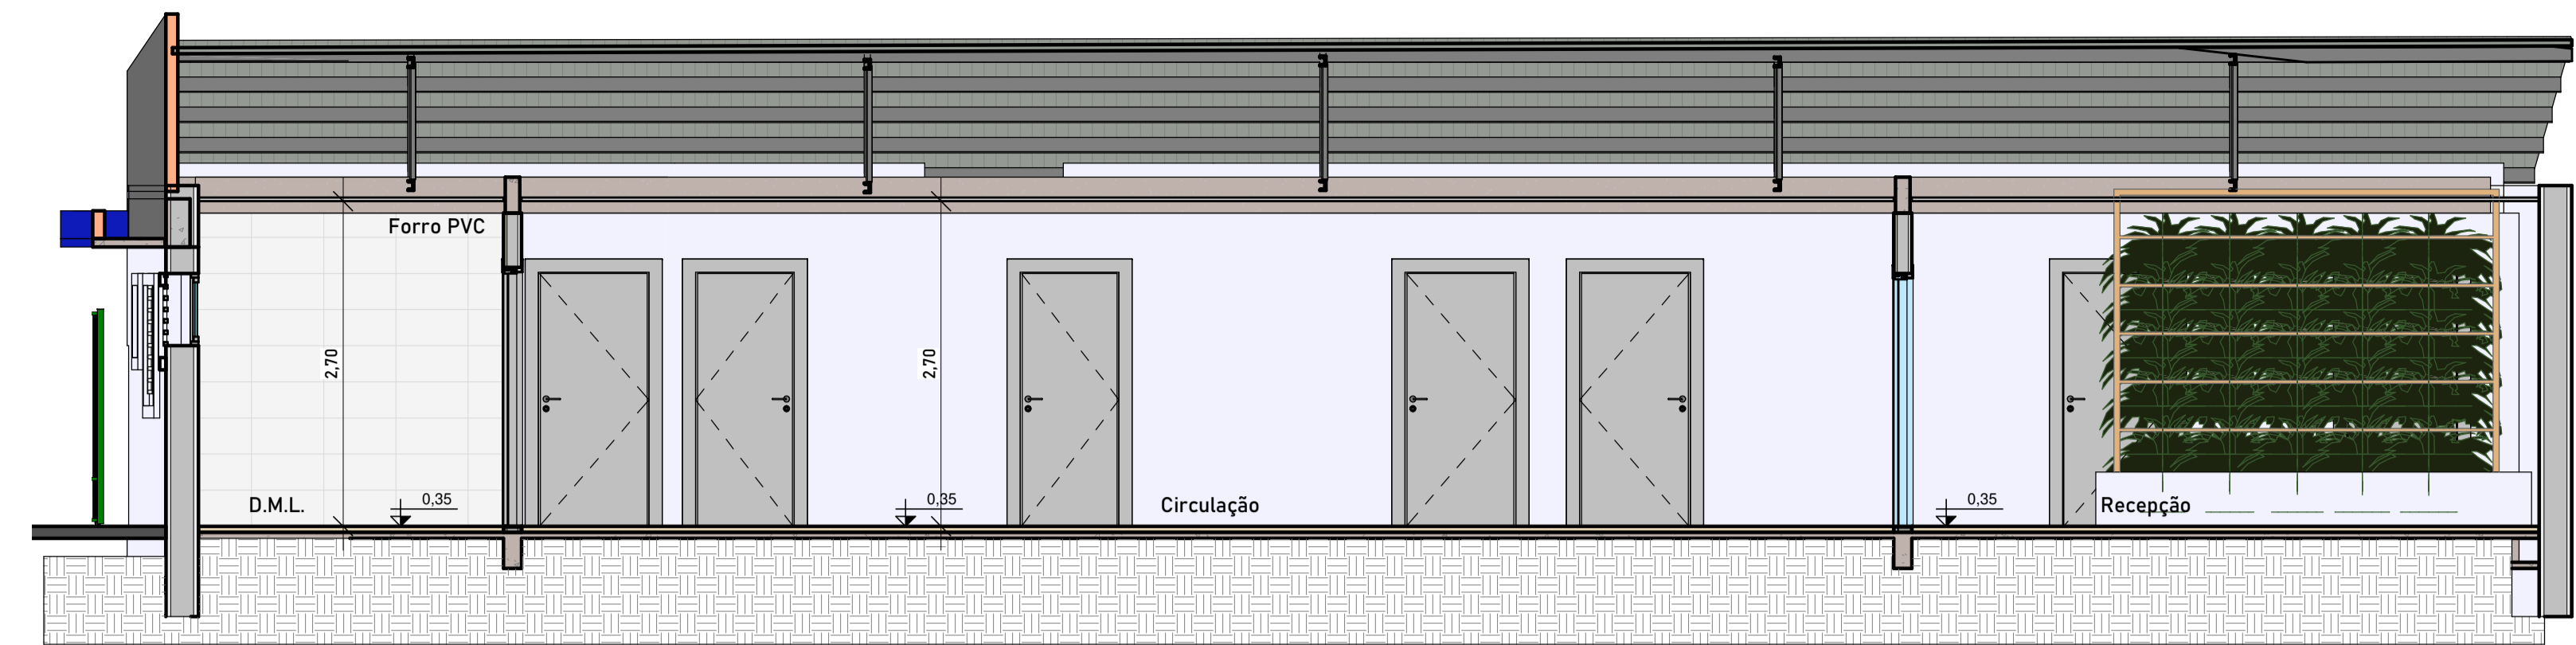 Forro PVC
2,70
2,70
D.M.L.
0,35
0,35
Circulação
0,35
Recepção